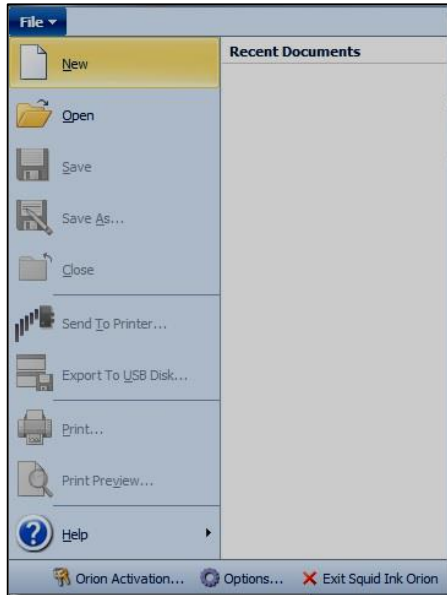 File
New
Recent Documents
Open
Save
Save As...
Close
Send To Printer...
Export To USB Disk...
Print...
Print Preview...
Help
Orion Activation... Options... Exit Squid Ink Orion